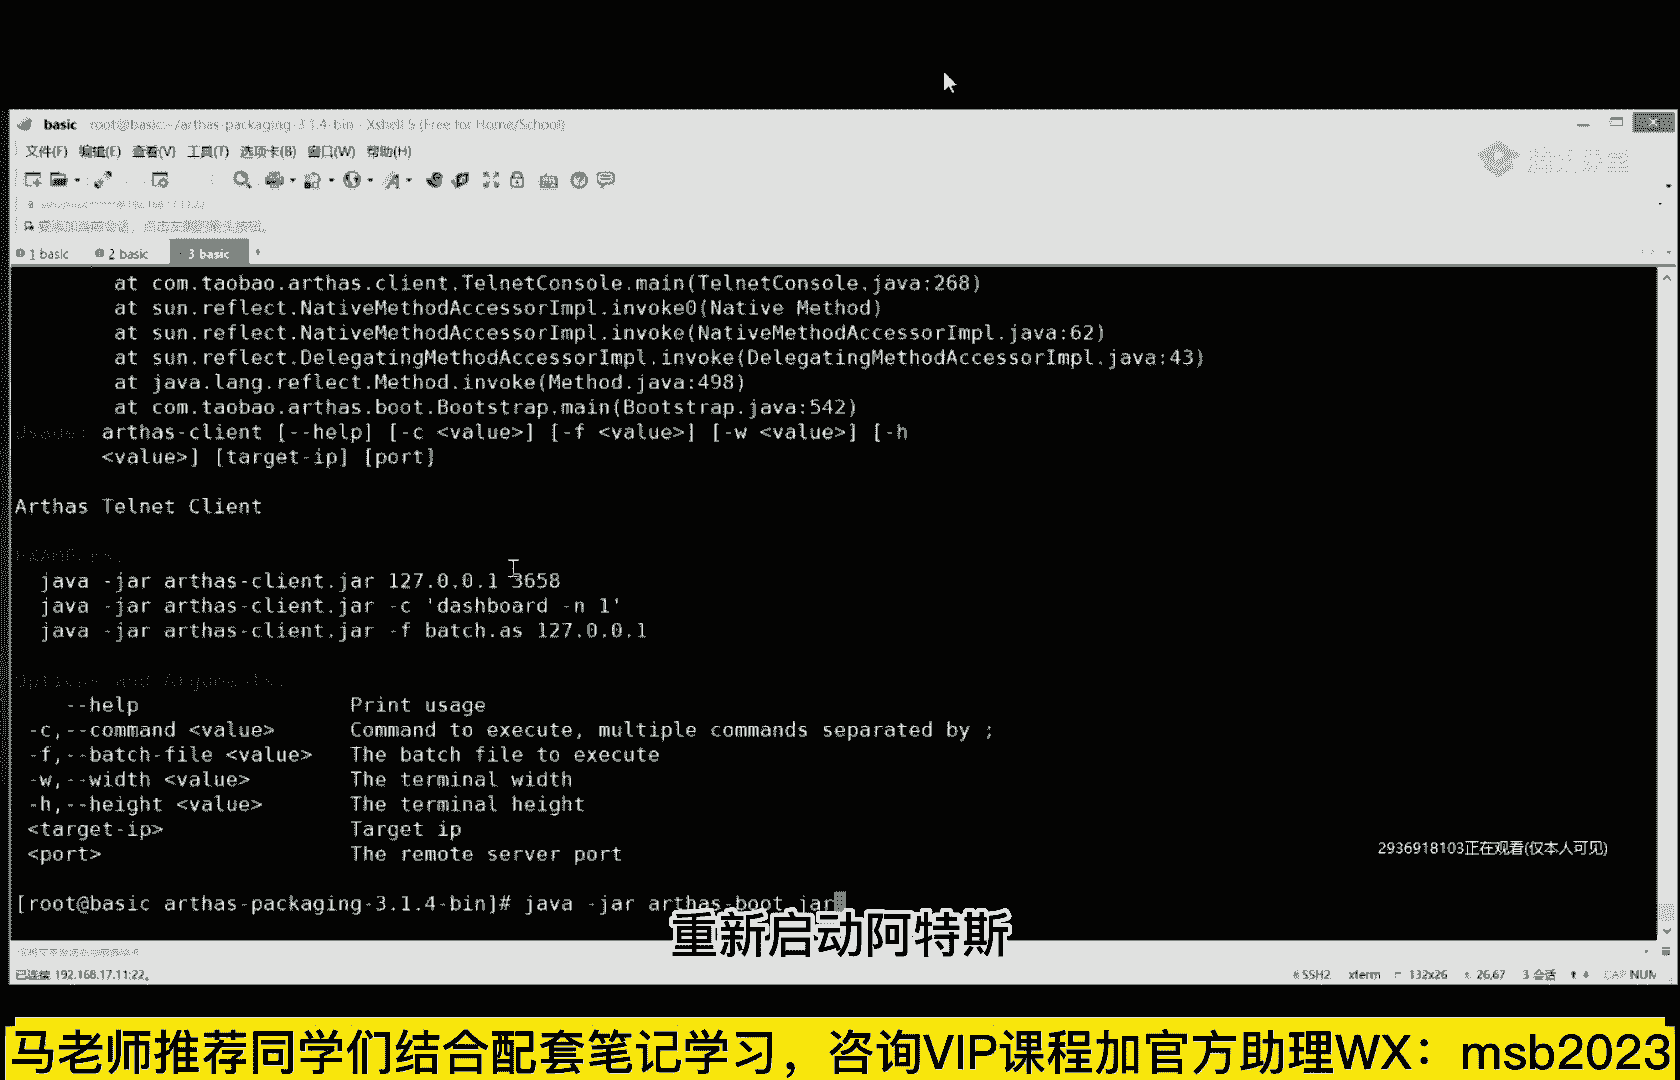 basic root@basic:~/arthas-packaging-3.1.4-bin - Xshell 5 (Free for Home/School)
文件(F) 编辑(E) 查看(V) 工具(T) 选项卡(B) 窗口(W) 帮助(H)
1 basic 2 basic 3 basic
at com.taobao.arthas.client.TelnetConsole.main(TelnetConsole.java:268)
at sun.reflect.NativeMethodAccessorImpl.invoke0(Native Method)
at sun.reflect.NativeMethodAccessorImpl.invoke(NativeMethodAccessorImpl.java:62)
at sun.reflect.DelegatingMethodAccessorImpl.invoke(DelegatingMethodAccessorImpl.java:43)
at java.lang.reflect.Method.invoke(Method.java:498)
at com.taobao.arthas.boot.Bootstrap.main(Bootstrap.java:542)
Usage: arthas-client [--help] [-c <value>] [-f <value>] [-w <value>] [-h
<value>] [target-ip] [port]
Arthas Telnet Client
EXAMPLES:
java -jar arthas-client.jar 127.0.0.1 3658
java -jar arthas-client.jar -c 'dashboard -n 1'
java -jar arthas-client.jar -f batch.as 127.0.0.1
Options and Arguments:
--help Print usage
-c,--command <value> Command to execute, multiple commands separated by ;
-f,--batch-file <value> The batch file to execute
-w,--width <value> The terminal width
-h,--height <value> The terminal height
<target-ip> Target ip
<port> The remote server port
2936918103正在观看(仅本人可见)
[root@basic arthas-packaging-3.1.4-bin]# java -jar arthas-boot.jar
重新启动阿特斯
已连接 192.168.17.11:22。 SSH2 xterm 132x26 26,67 3 会话 CAP NUM
马老师推荐同学们结合配套笔记学习，咨询VIP课程加官方助理WX：msb2023